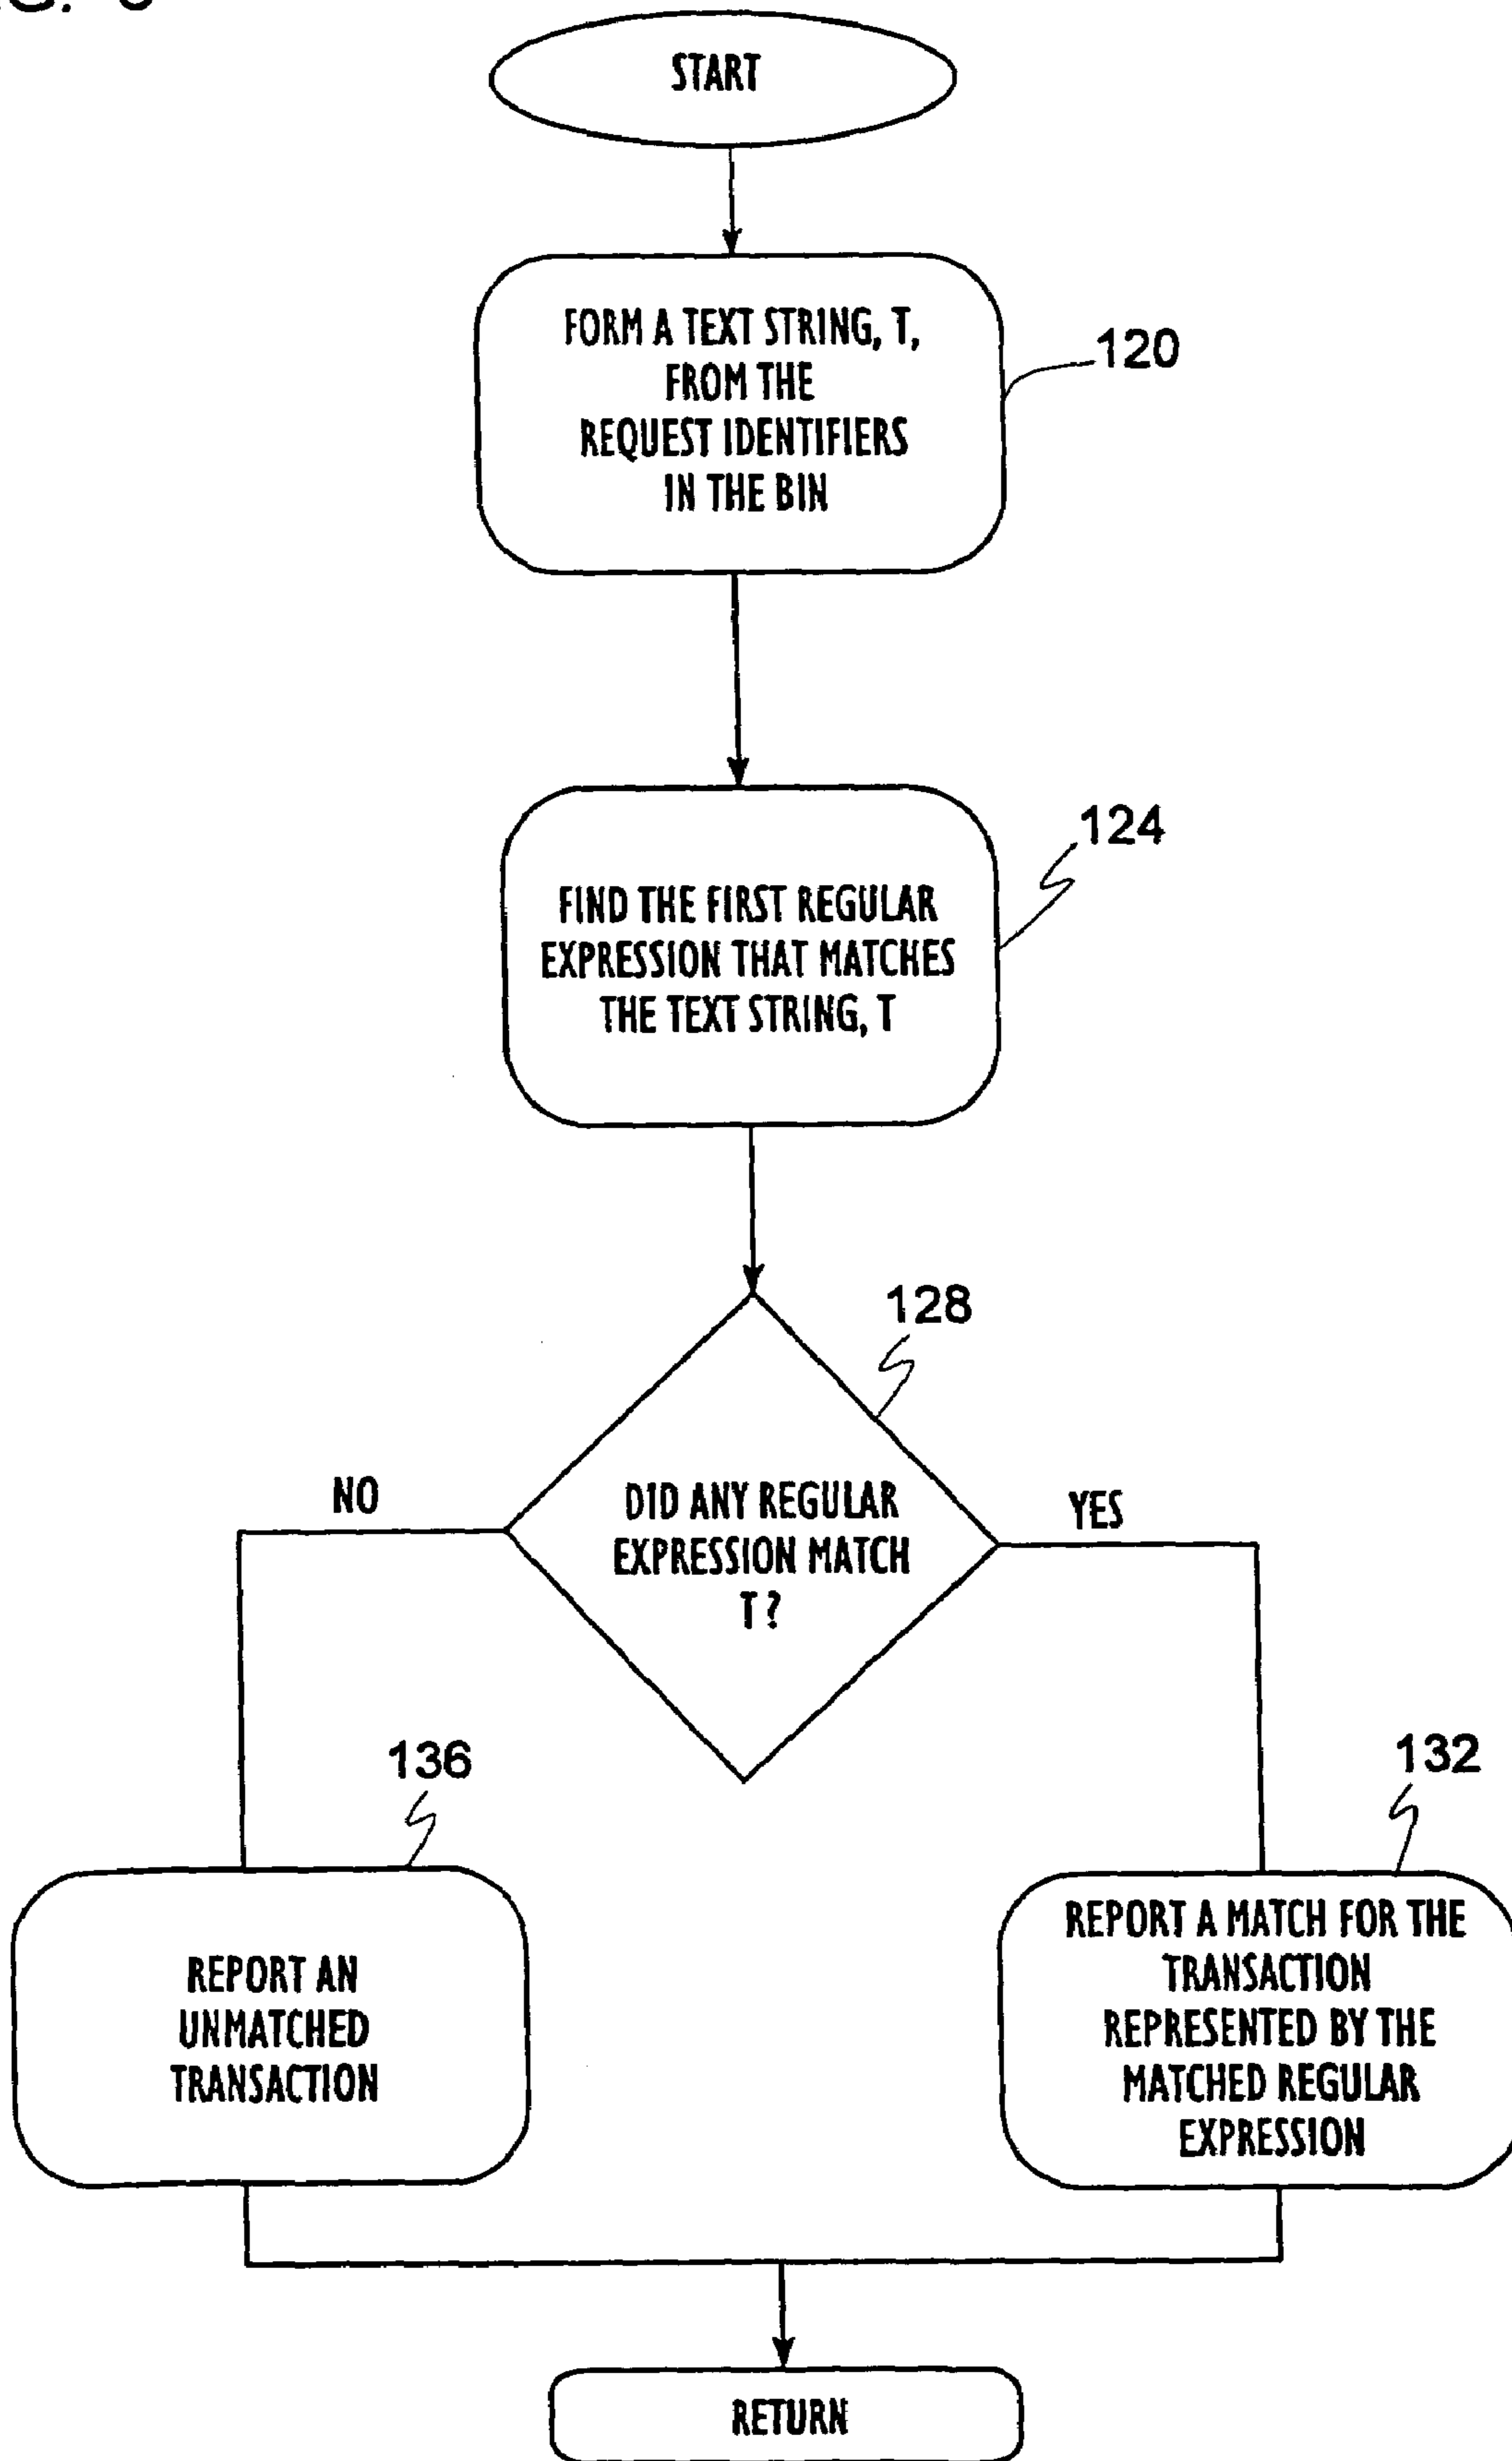 START
FORM A TEXT STRING, T,
FROM THE
REQUEST IDENTIFIERS
IN THE BIN
120
124
FIND THE FIRST REGULAR
EXPRESSION THAT MATCHES
THE TEXT STRING, T
128
NO
DID ANY REGULAR
EXPRESSION MATCH
T?
YES
136
132
REPORT AN
UNMATCHED
TRANSACTION
REPORT A MATCH FOR THE
TRANSACTION
REPRESENTED BY THE
MATCHED REGULAR
EXPRESSION
RETURN